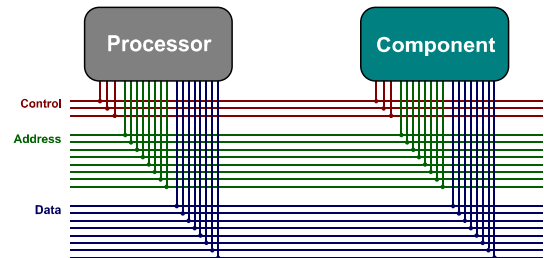 Processor
Component
Control
Address
Data